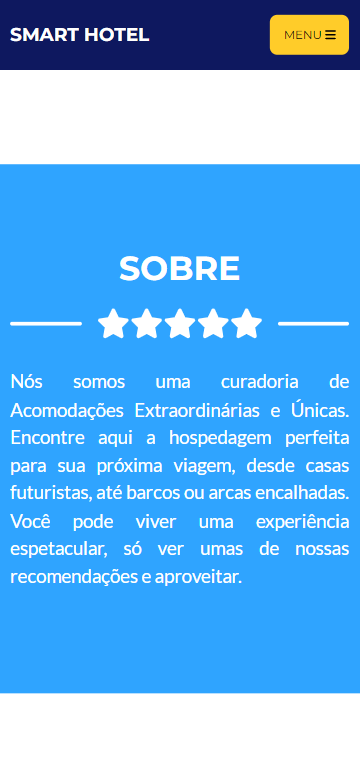 SMART HOTEL
MENU
SOBRE
Nós somos uma curadoria de
Acomodações Extraordinárias e Únicas.
Encontre aqui a hospedagem perfeita
para sua próxima viagem, desde casas
futuristas, até barcos ou arcas encalhadas.
Você pode viver uma experiência
espetacular, só ver umas de nossas
recomendações e aproveitar.